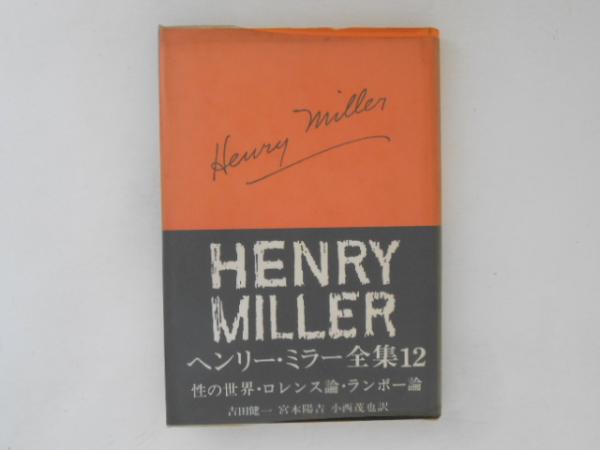 Henry Miller
HENRY
MILLER
ヘンリー・ミラー全集12
性の世界・ロレンス論・ランボー論
吉田健一 宮本陽吉 小西茂也訳